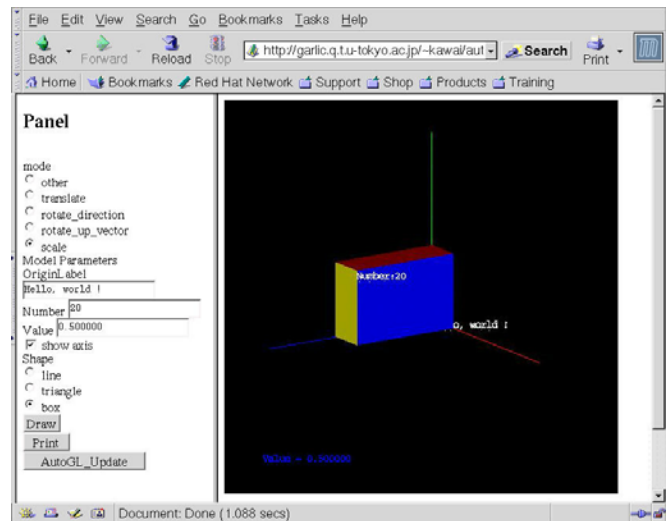 File Edit View Search Go Bookmarks Tasks Help
Back Forward Reload Stop http://garlic.q.t.u-tokyo.ac.jp/~kawai/aut Search Print
Home Bookmarks Red Hat Network Support Shop Products Training
Panel
mode
other
translate
rotate_direction
rotate_up_vector
scale
Model Parameters
OriginLabel
Hello, world !
Number 20
Value 0.500000
show axis
Shape
line
triangle
box
Draw
Print
AutoGL_Update
Number:20
o, world !
Value = 0.500000
Document: Done (1.088 secs)